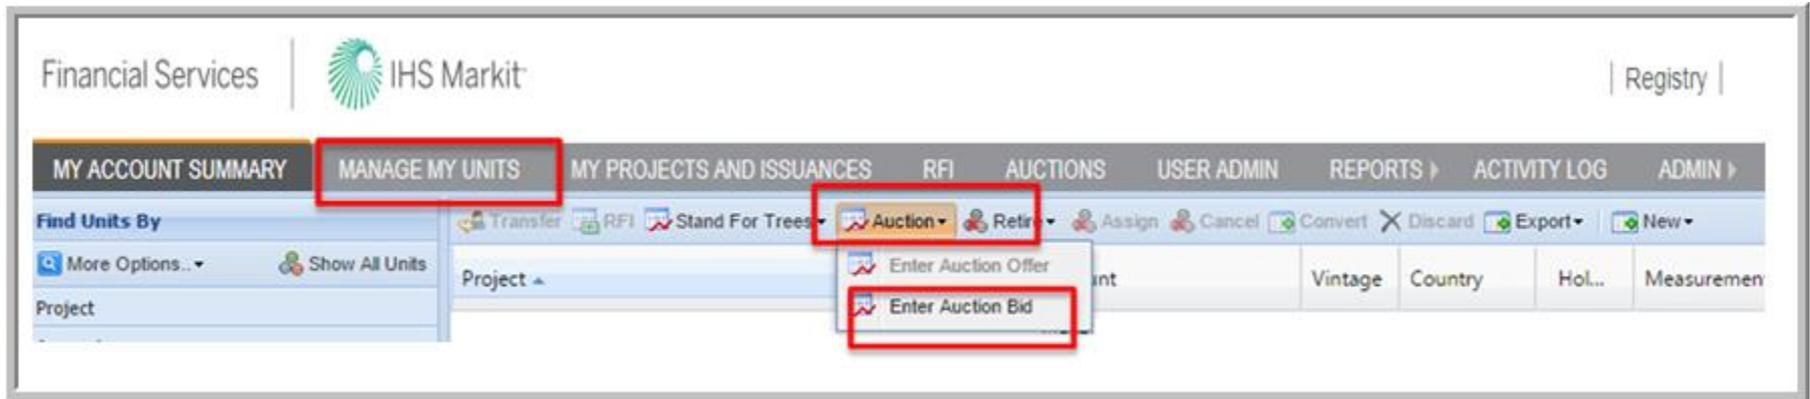 Financial Services IHS Markit | Registry |
MY ACCOUNT SUMMARY MANAGE MY UNITS MY PROJECTS AND ISSUANCES RFI AUCTIONS USER ADMIN REPORTS ACTIVITY LOG ADMIN
Find Units By Transfer RFI Stand For Trees Auction Retire Assign Cancel Convert Discard Export New
More Options.. Show All Units Enter Auction Offer
Project Vintage Country Hol... Measuremen
Project Enter Auction Bid